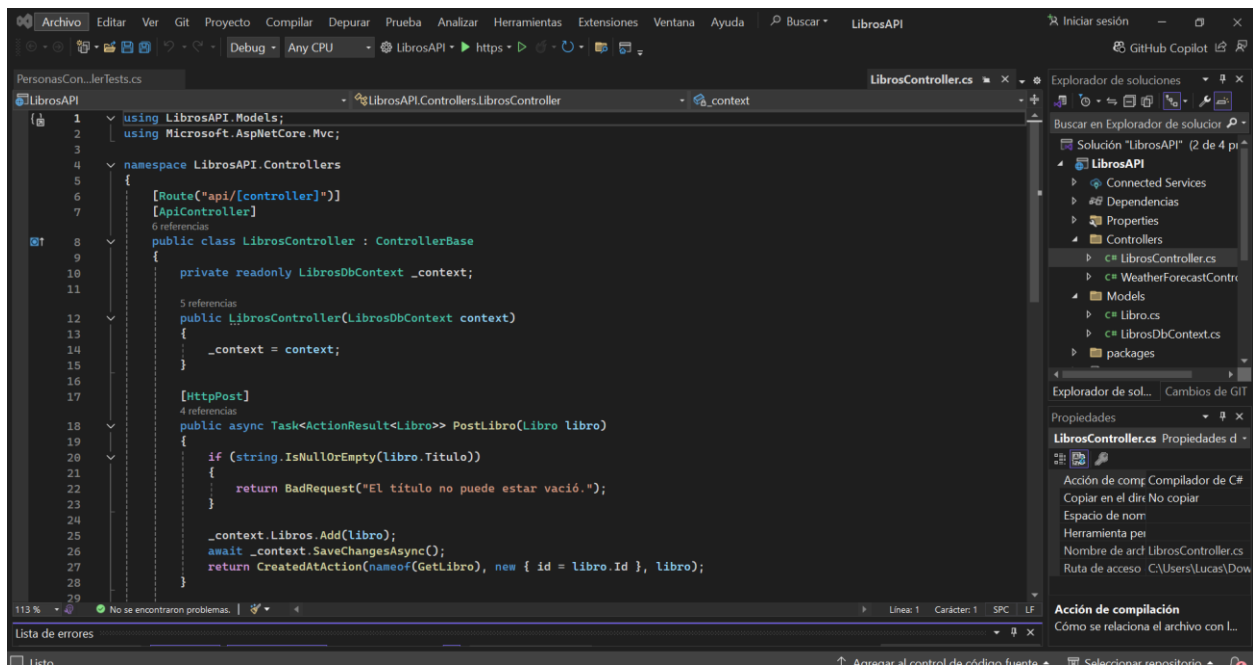 Archivo Editar Ver Git Proyecto Compilar Depurar Prueba Analizar Herramientas Extensiones Ventana Ayuda Buscar LibrosAPI Iniciar sesión
Debug Any CPU LibrosAPI https GitHub Copilot
PersonasCon...lerTests.cs LibrosController.cs
LibrosAPI LibrosAPI.Controllers.LibrosController _context
1 using LibrosAPI.Models;
2 using Microsoft.AspNetCore.Mvc;
3
4 namespace LibrosAPI.Controllers
5 {
6 [Route("api/[controller]")]
7 [ApiController]
6 referencias
8 public class LibrosController : ControllerBase
9 {
10 private readonly LibrosDbContext _context;
11
5 referencias
12 public LibrosController(LibrosDbContext context)
13 {
14 _context = context;
15 }
16
17 [HttpPost]
4 referencias
18 public async Task<ActionResult<Libro>> PostLibro(Libro libro)
19 {
20 if (string.IsNullOrEmpty(libro.Titulo))
21 {
22 return BadRequest("El título no puede estar vació.");
23 }
24
25 _context.Libros.Add(libro);
26 await _context.SaveChangesAsync();
27 return CreatedAtAction(nameof(GetLibro), new { id = libro.Id }, libro);
28 }
29
113 % No se encontraron problemas. Línea: 1 Carácter: 1 SPC LF
Lista de errores
Listo Agregar al control de código fuente Seleccionar repositorio
Explorador de soluciones
Buscar en Explorador de solucior
Solución "LibrosAPI" (2 de 4 pr
LibrosAPI
Connected Services
Dependencias
Properties
Controllers
C# LibrosController.cs
C# WeatherForecastContro
Models
C# Libro.cs
C# LibrosDbContext.cs
packages
Explorador de sol... Cambios de GIT
Propiedades
LibrosController.cs Propiedades d
Acción de comp Compilador de C#
Copiar en el dire No copiar
Espacio de nom
Herramienta per
Nombre de arch LibrosController.cs
Ruta de acceso C:\Users\Lucas\Dow
Acción de compilación
Cómo se relaciona el archivo con l...